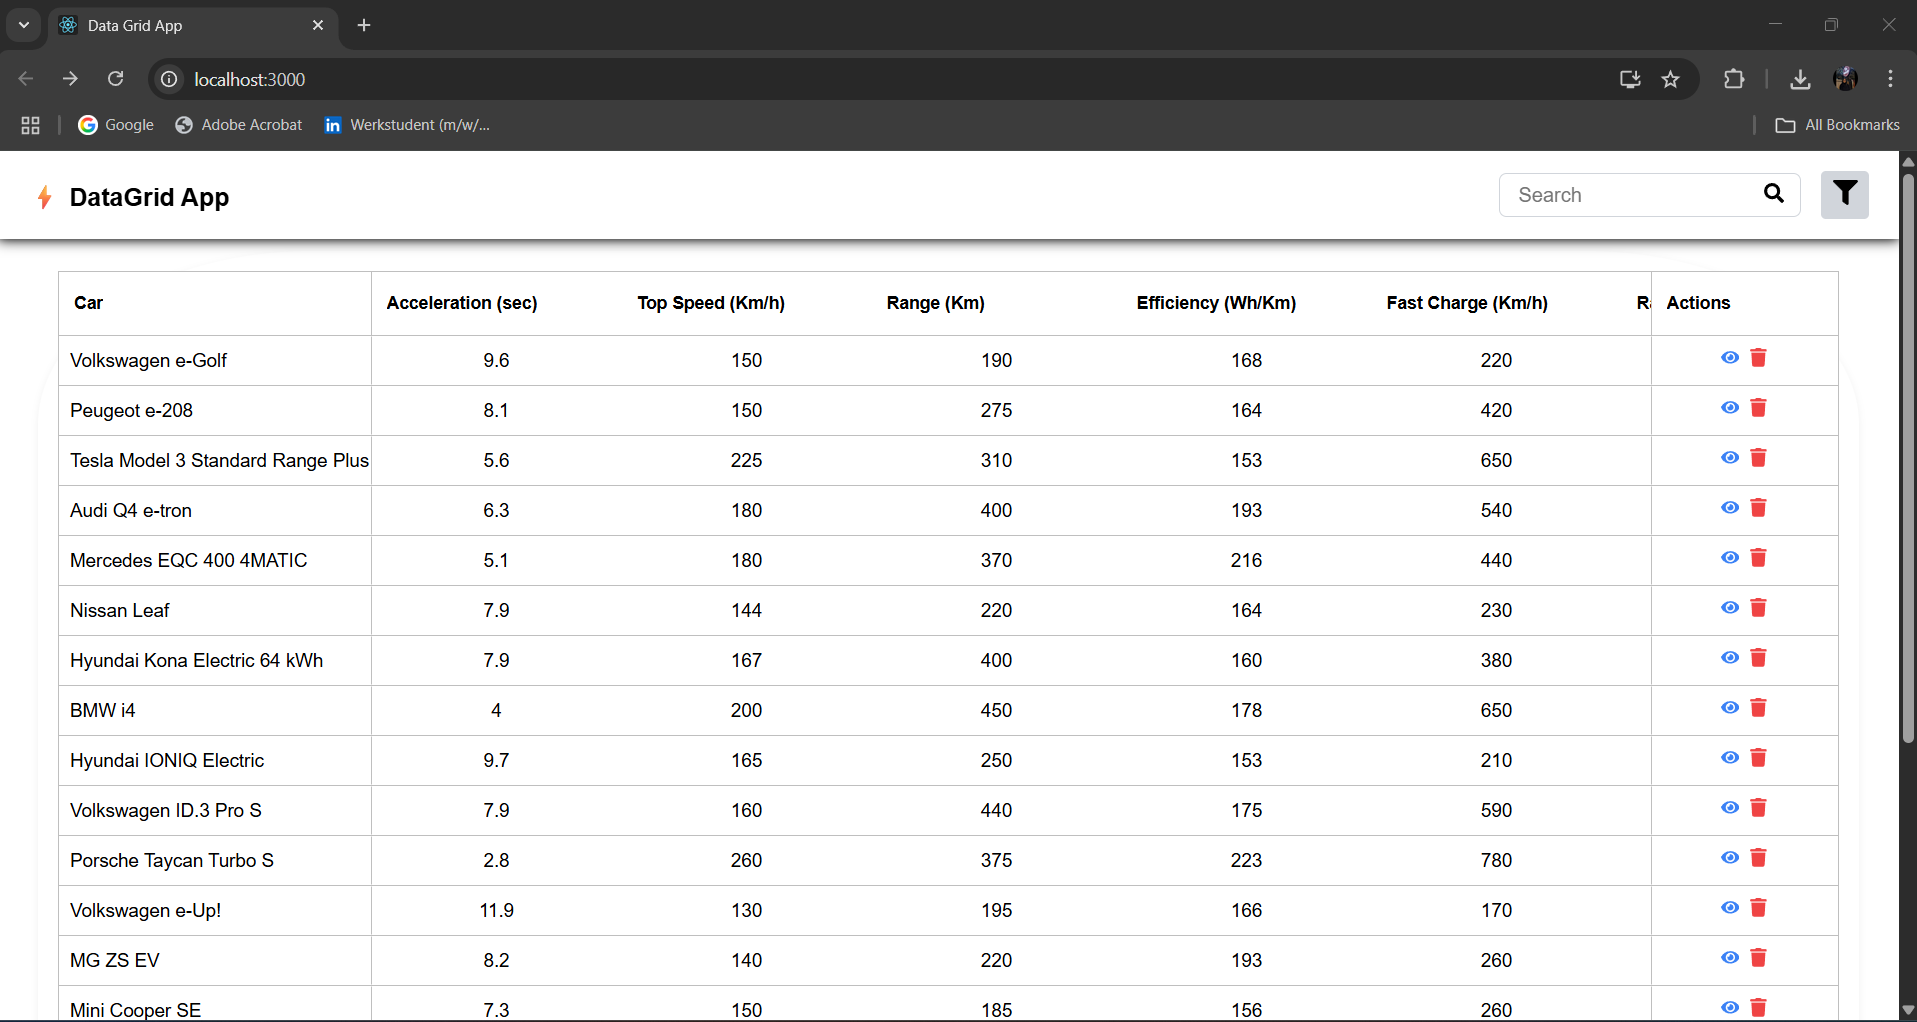 Data Grid App
localhost:3000
Google Adobe Acrobat in Werkstudent (m/w/... All Bookmarks
DataGrid App Search
Car Acceleration (sec) Top Speed (Km/h) Range (Km) Efficiency (Wh/Km) Fast Charge (Km/h) Actions
Volkswagen e-Golf 9.6 150 190 168 220
Peugeot e-208 8.1 150 275 164 420
Tesla Model 3 Standard Range Plus 5.6 225 310 153 650
Audi Q4 e-tron 6.3 180 400 193 540
Mercedes EQC 400 4MATIC 5.1 180 370 216 440
Nissan Leaf 7.9 144 220 164 230
Hyundai Kona Electric 64 kWh 7.9 167 400 160 380
BMW i4 4 200 450 178 650
Hyundai IONIQ Electric 9.7 165 250 153 210
Volkswagen ID.3 Pro S 7.9 160 440 175 590
Porsche Taycan Turbo S 2.8 260 375 223 780
Volkswagen e-Up! 11.9 130 195 166 170
MG ZS EV 8.2 140 220 193 260
Mini Cooper SE 7.3 150 185 156 260